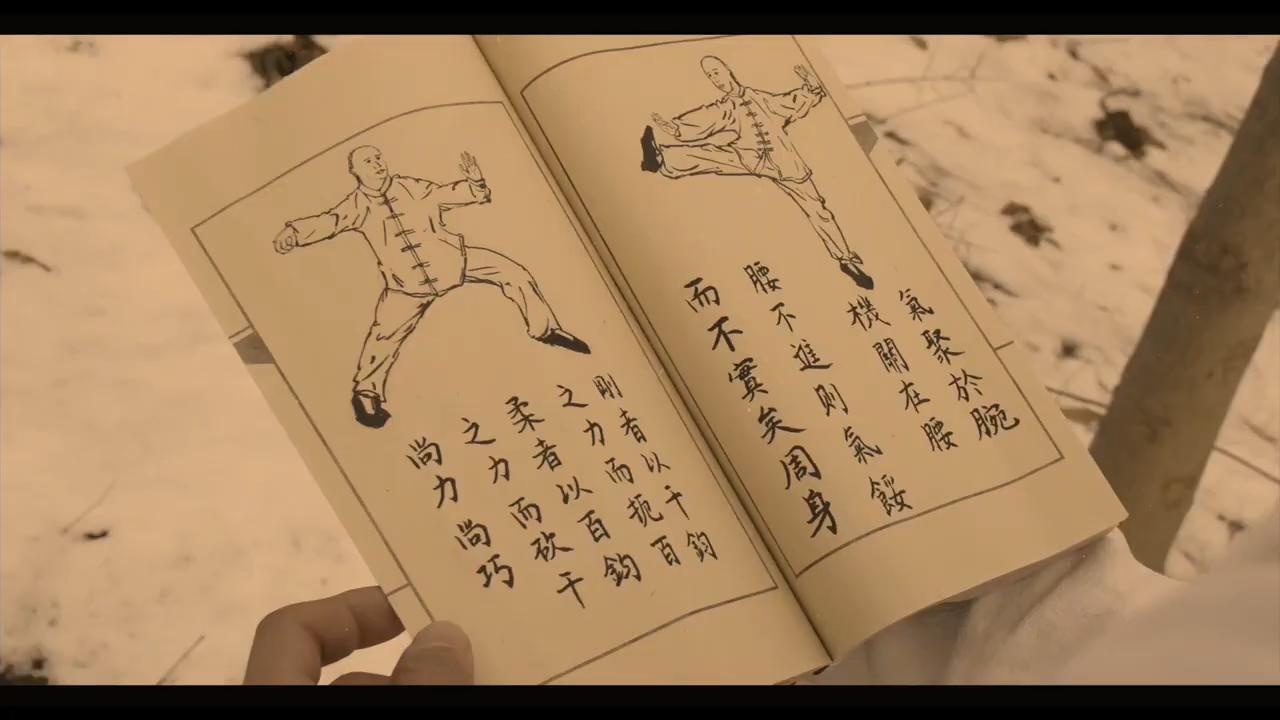 氣聚於腕
機關在腰
腰不進则氣餒
而不實矣周身
剛者以千鈞
之力而扼百
柔者以百鈞
之力而砍千
尚力尚巧